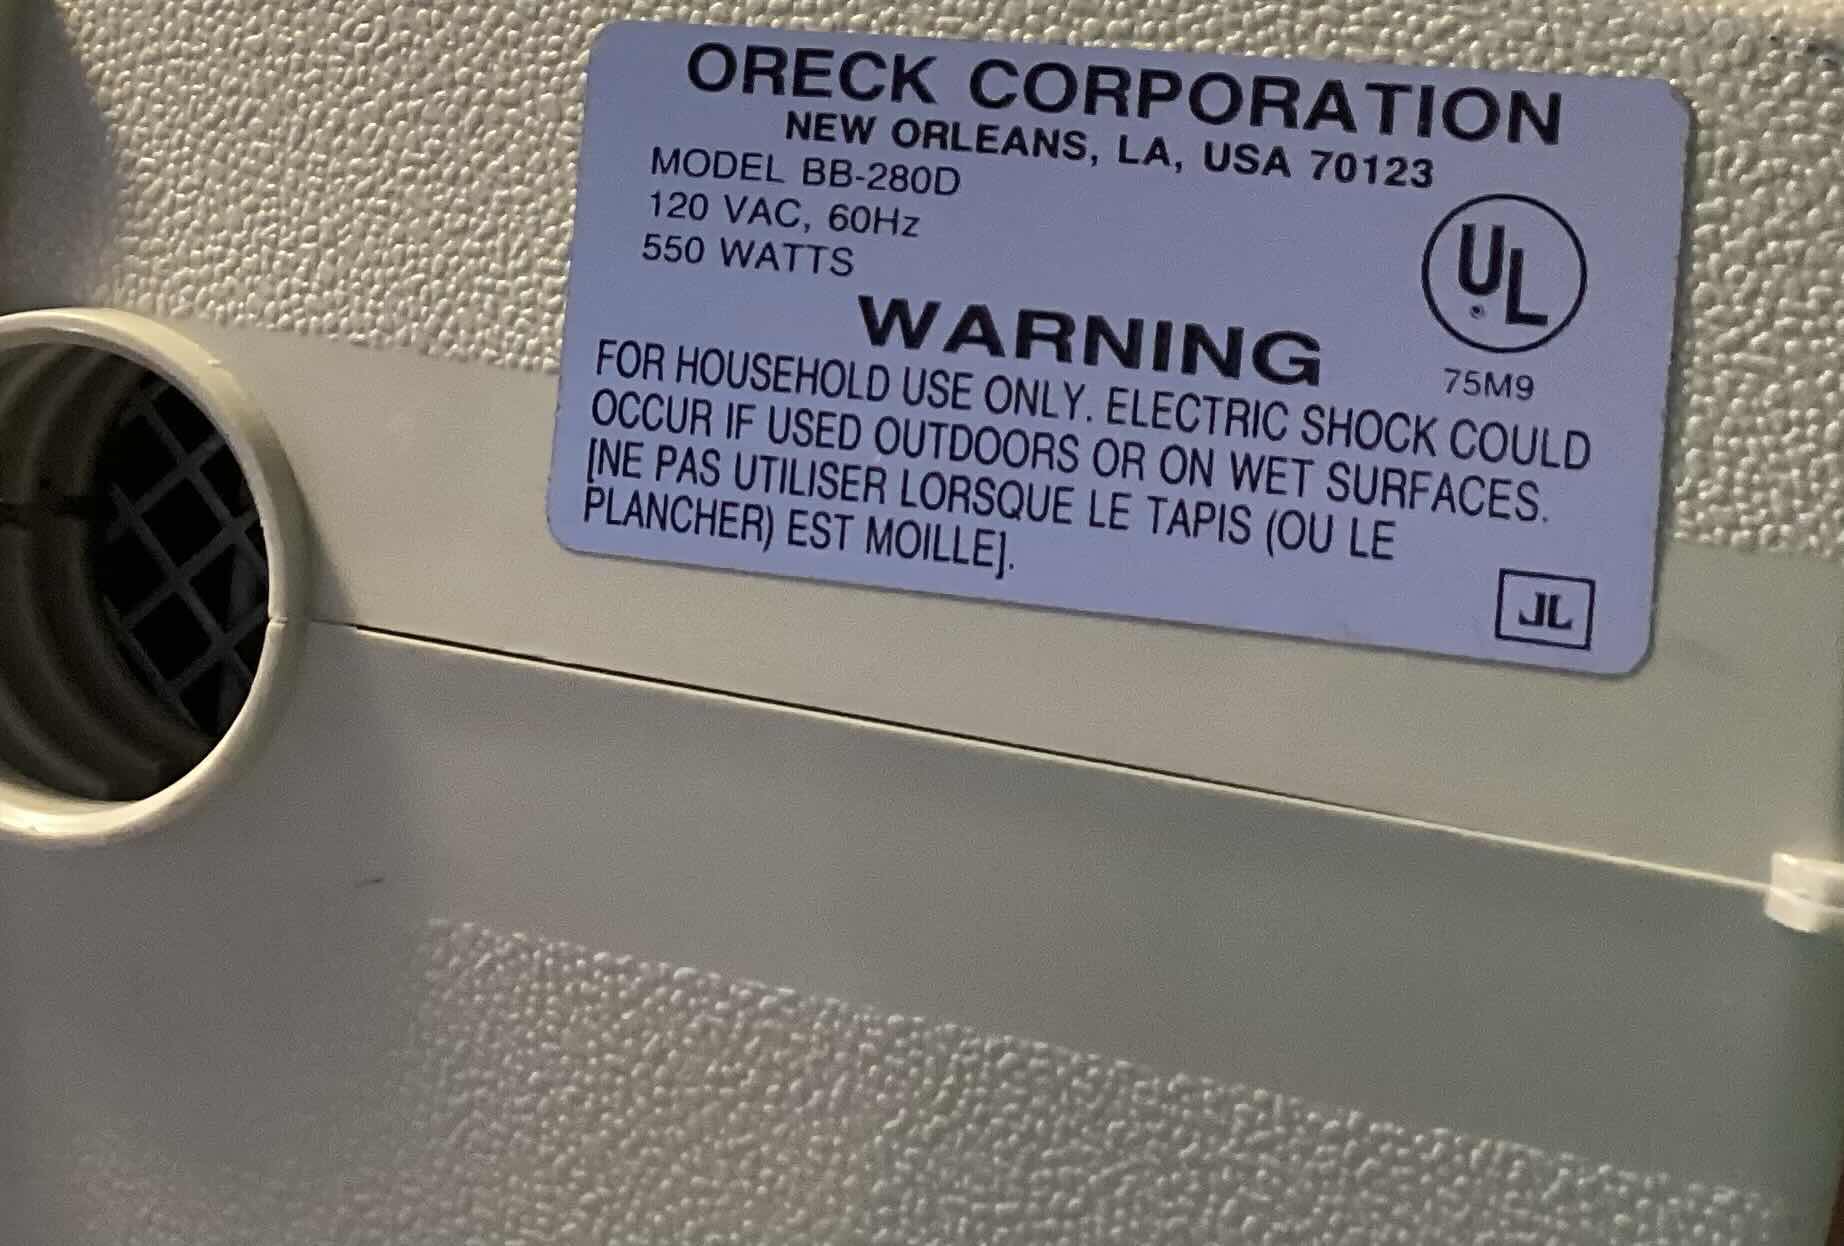 ORECK CORPORATION
NEW ORLEANS, LA, USA 70123
MODEL BB-280D
120 VAC, 60Hz
550 WATTS
UL
®
75M9
WARNING
FOR HOUSEHOLD USE ONLY. ELECTRIC SHOCK COULD
OCCUR IF USED OUTDOORS OR ON WET SURFACES.
[NE PAS UTILISER LORSQUE LE TAPIS (OU LE
PLANCHER) EST MOILLE].
JL